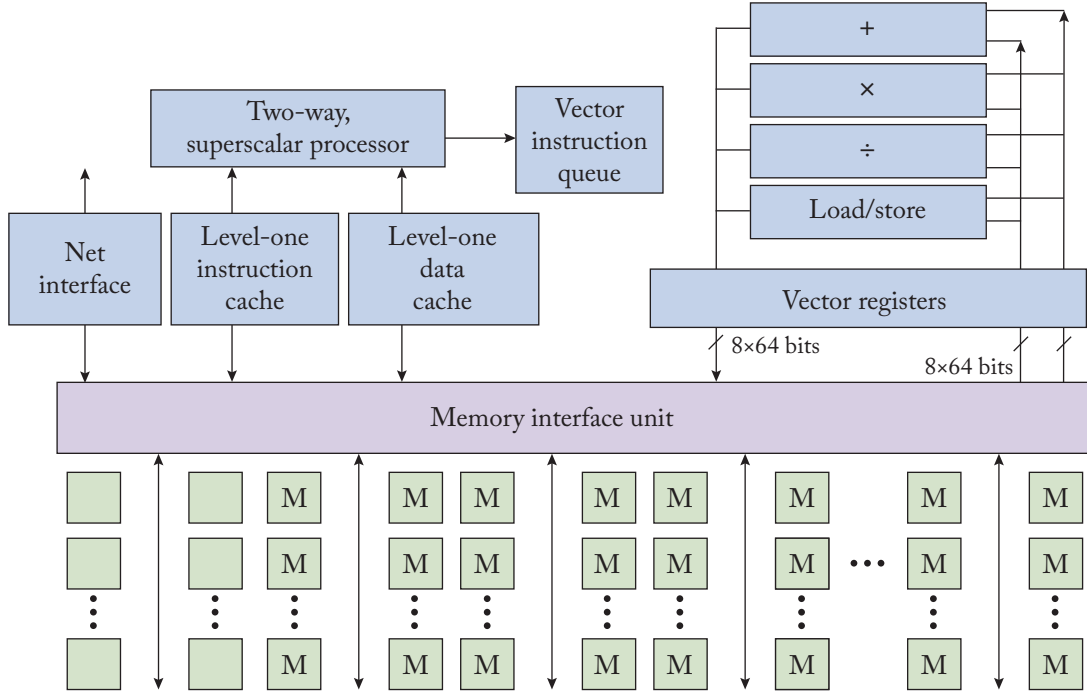 +
×
÷
Load/store
Two-way,
superscalar processor
Vector
instruction
queue
Net
interface
Level-one
instruction
cache
Level-one
data
cache
Vector registers
8×64 bits
8×64 bits
Memory interface unit
M M M M M M M M
M M M M M ••• M M M
M M M M M M M M